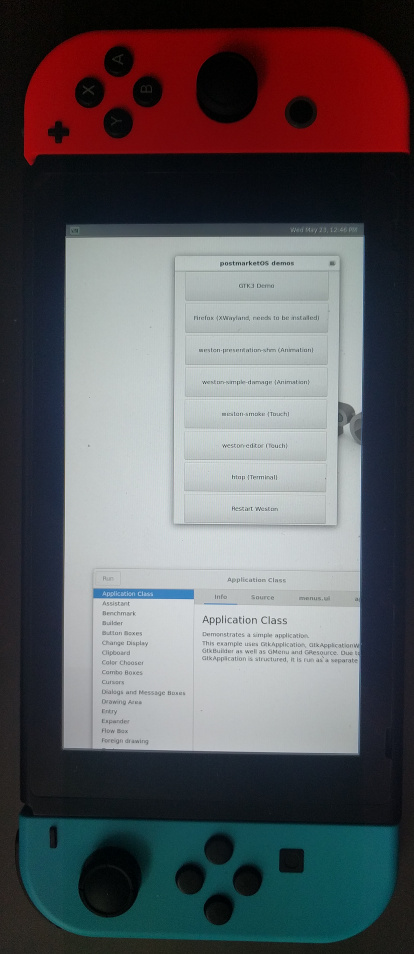 A
X
B
Y
Wed May 23, 12:46 PM
postmarketOS demos
GTK3 Demo
Firefox (XWayland, needs to be installed)
weston-presentation-shm (Animation)
weston-simple-damage (Animation)
weston-smoke (Touch)
weston-editor (Touch)
htop (Terminal)
Restart Weston
Run
Application Class
Info
Source
menus.ui
Application Class
Assistant
Benchmark
Builder
Button Boxes
Change Display
Clipboard
Color Chooser
Combo Boxes
Cursors
Dialogs and Message Boxes
Drawing Area
Entry
Expander
Flow Box
Foreign drawing
Application Class
Demonstrates a simple application.
This example uses GtkApplication, GtkApplicationW
GtkBuilder as well as GMenu and GResource. Due to
GtkApplication is structured, it is run as a separate